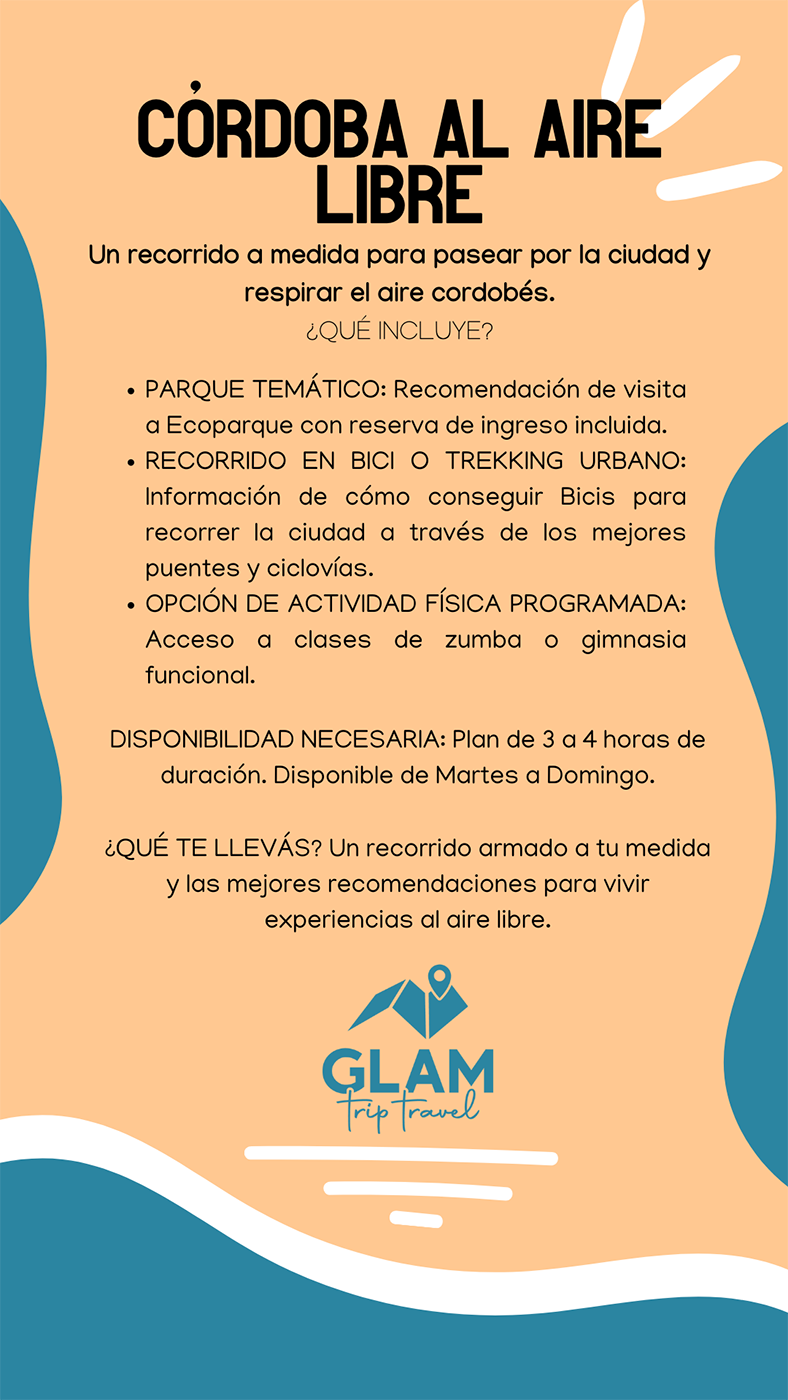 CÓRDOBA AL AIRE
LIBRE
Un recorrido a medida para pasear por la ciudad y
respirar el aire cordobés.
¿QUÉ INCLUYE?
• PARQUE TEMÁTICO: Recomendación de visita
a Ecoparque con reserva de ingreso incluida.
• RECORRIDO EN BICI O TREKKING URBANO:
Información de cómo conseguir Bicis para
recorrer la ciudad a través de los mejores
puentes y ciclovías.
• OPCIÓN DE ACTIVIDAD FÍSICA PROGRAMADA:
Acceso a clases de zumba o gimnasia
funcional.
DISPONIBILIDAD NECESARIA: Plan de 3 a 4 horas de
duración. Disponible de Martes a Domingo.
¿QUÉ TE LLEVÁS? Un recorrido armado a tu medida
y las mejores recomendaciones para vivir
experiencias al aire libre.
GLAM
trip travel